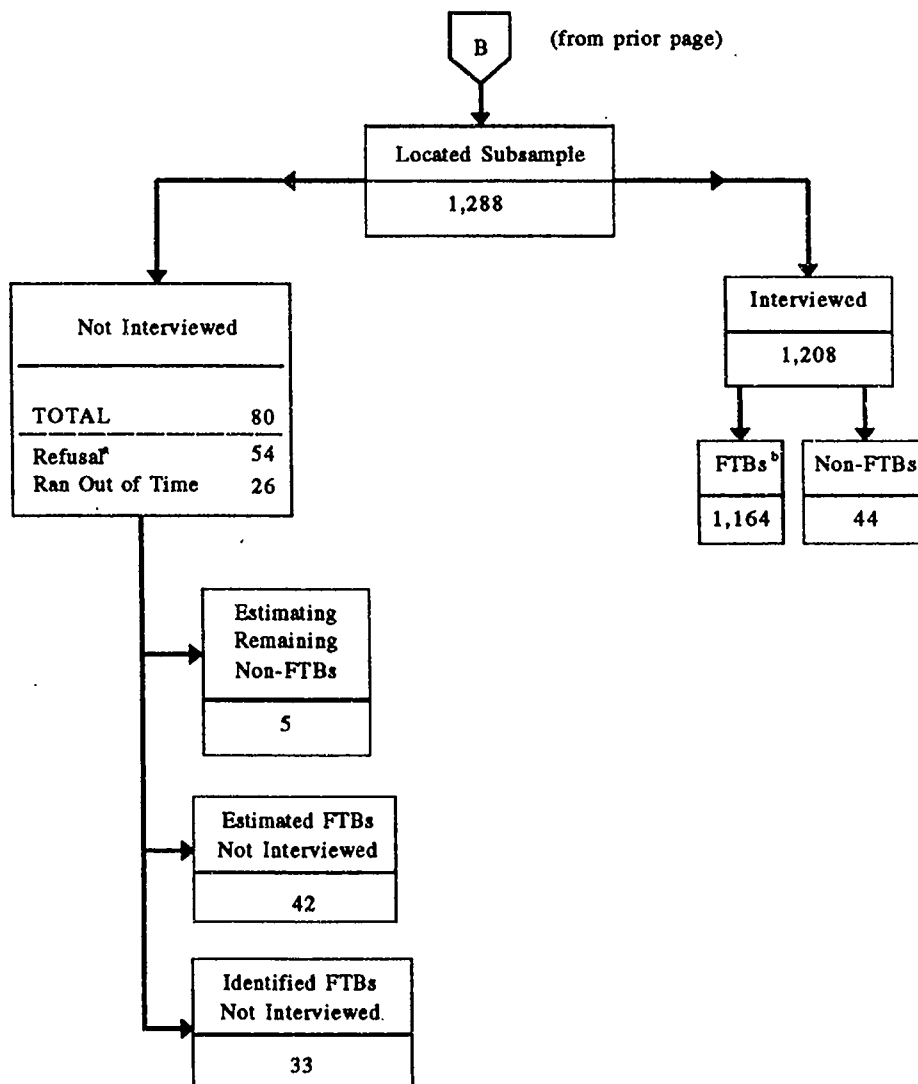 B
(from prior page)
Located Subsample
1,288
Not Interviewed
TOTAL 80
Refusalᵃ 54
Ran Out of Time 26
Interviewed
1,208
FTBsᵇ
1,164
Non-FTBs
44
Estimating
Remaining
Non-FTBs
5
Estimated FTBs
Not Interviewed
42
Identified FTBs
Not Interviewed.
33